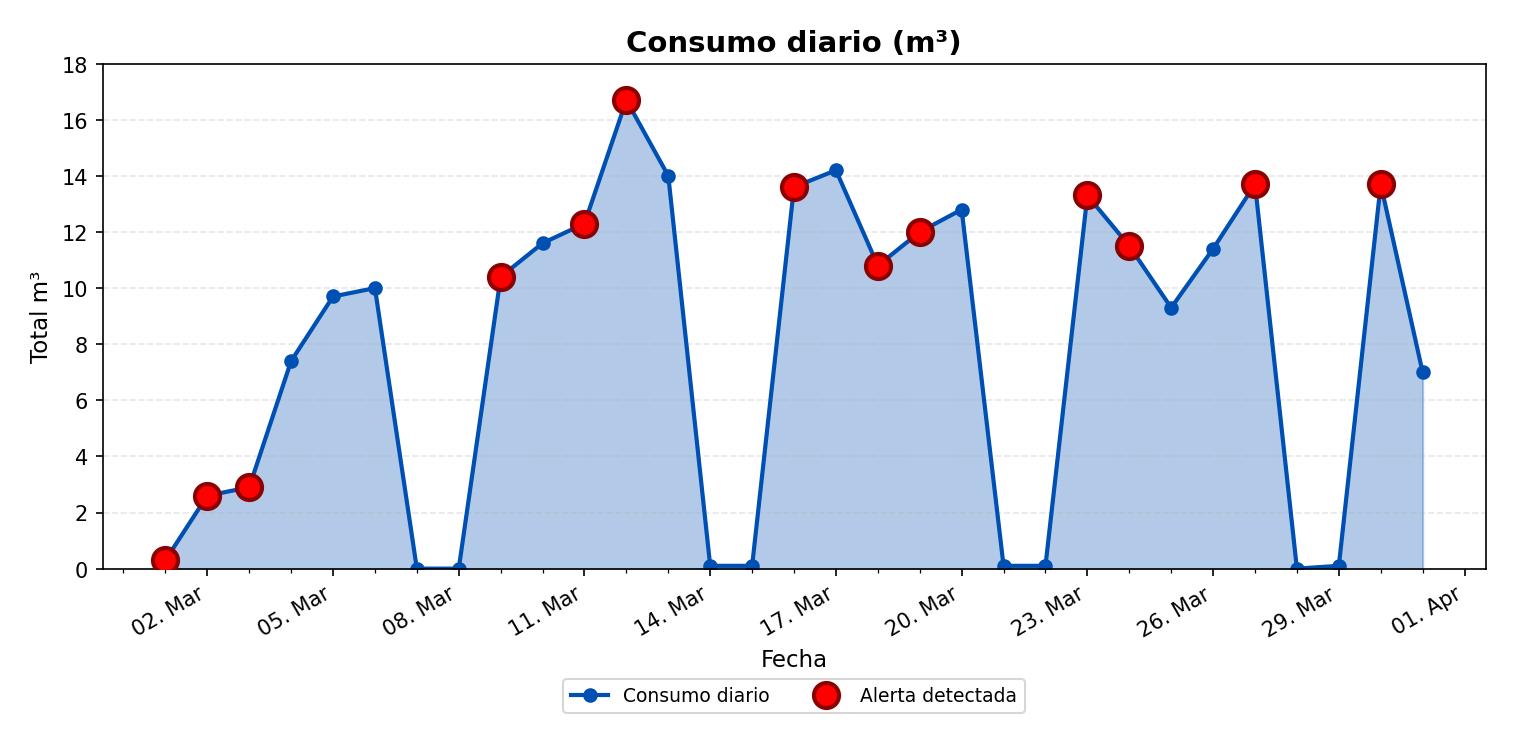 Consumo diario (m³)
Total m³
18
16
14
12
10
8
6
4
2
0
02. Mar
05. Mar
08. Mar
11. Mar
14. Mar
17. Mar
20. Mar
23. Mar
26. Mar
29. Mar
01. Apr
Fecha
Consumo diario
Alerta detectada